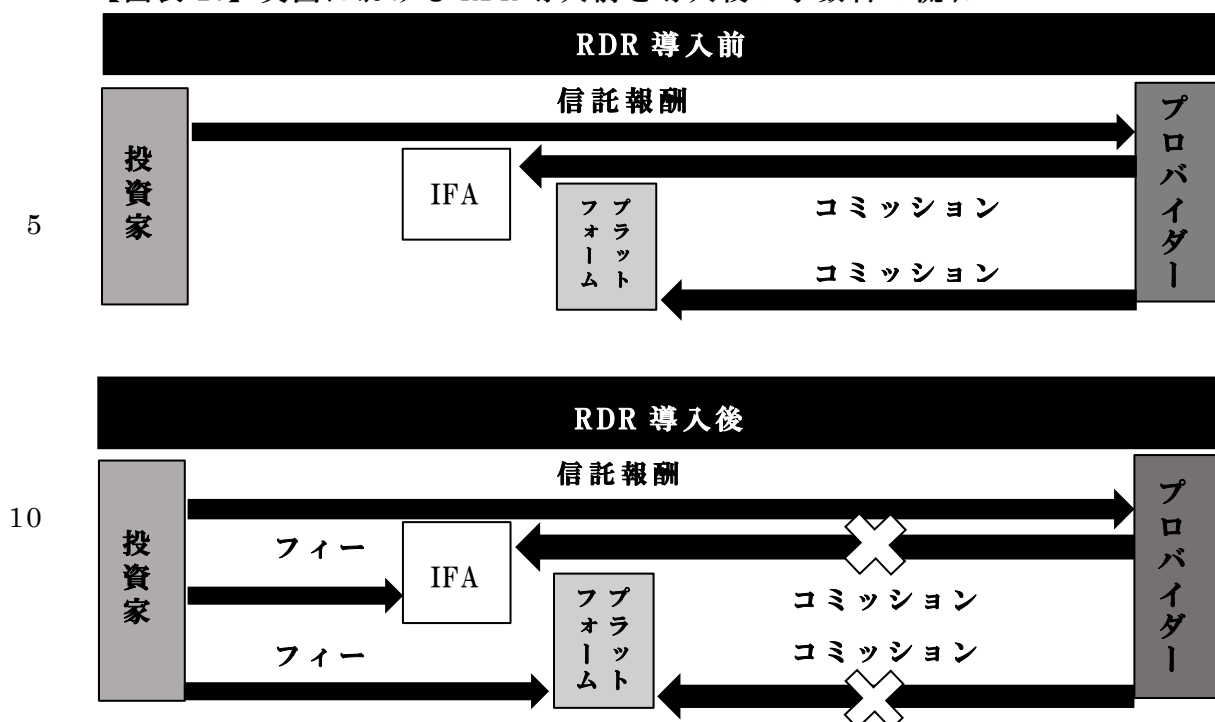 RDR 導入前
信託報酬
投資家
IFA
プラットフォーム
コミッション
コミッション
プロバイダー
5
RDR 導入後
信託報酬
投資家
フィー
IFA
フィー
プラットフォーム
コミッション
コミッション
プロバイダー
10